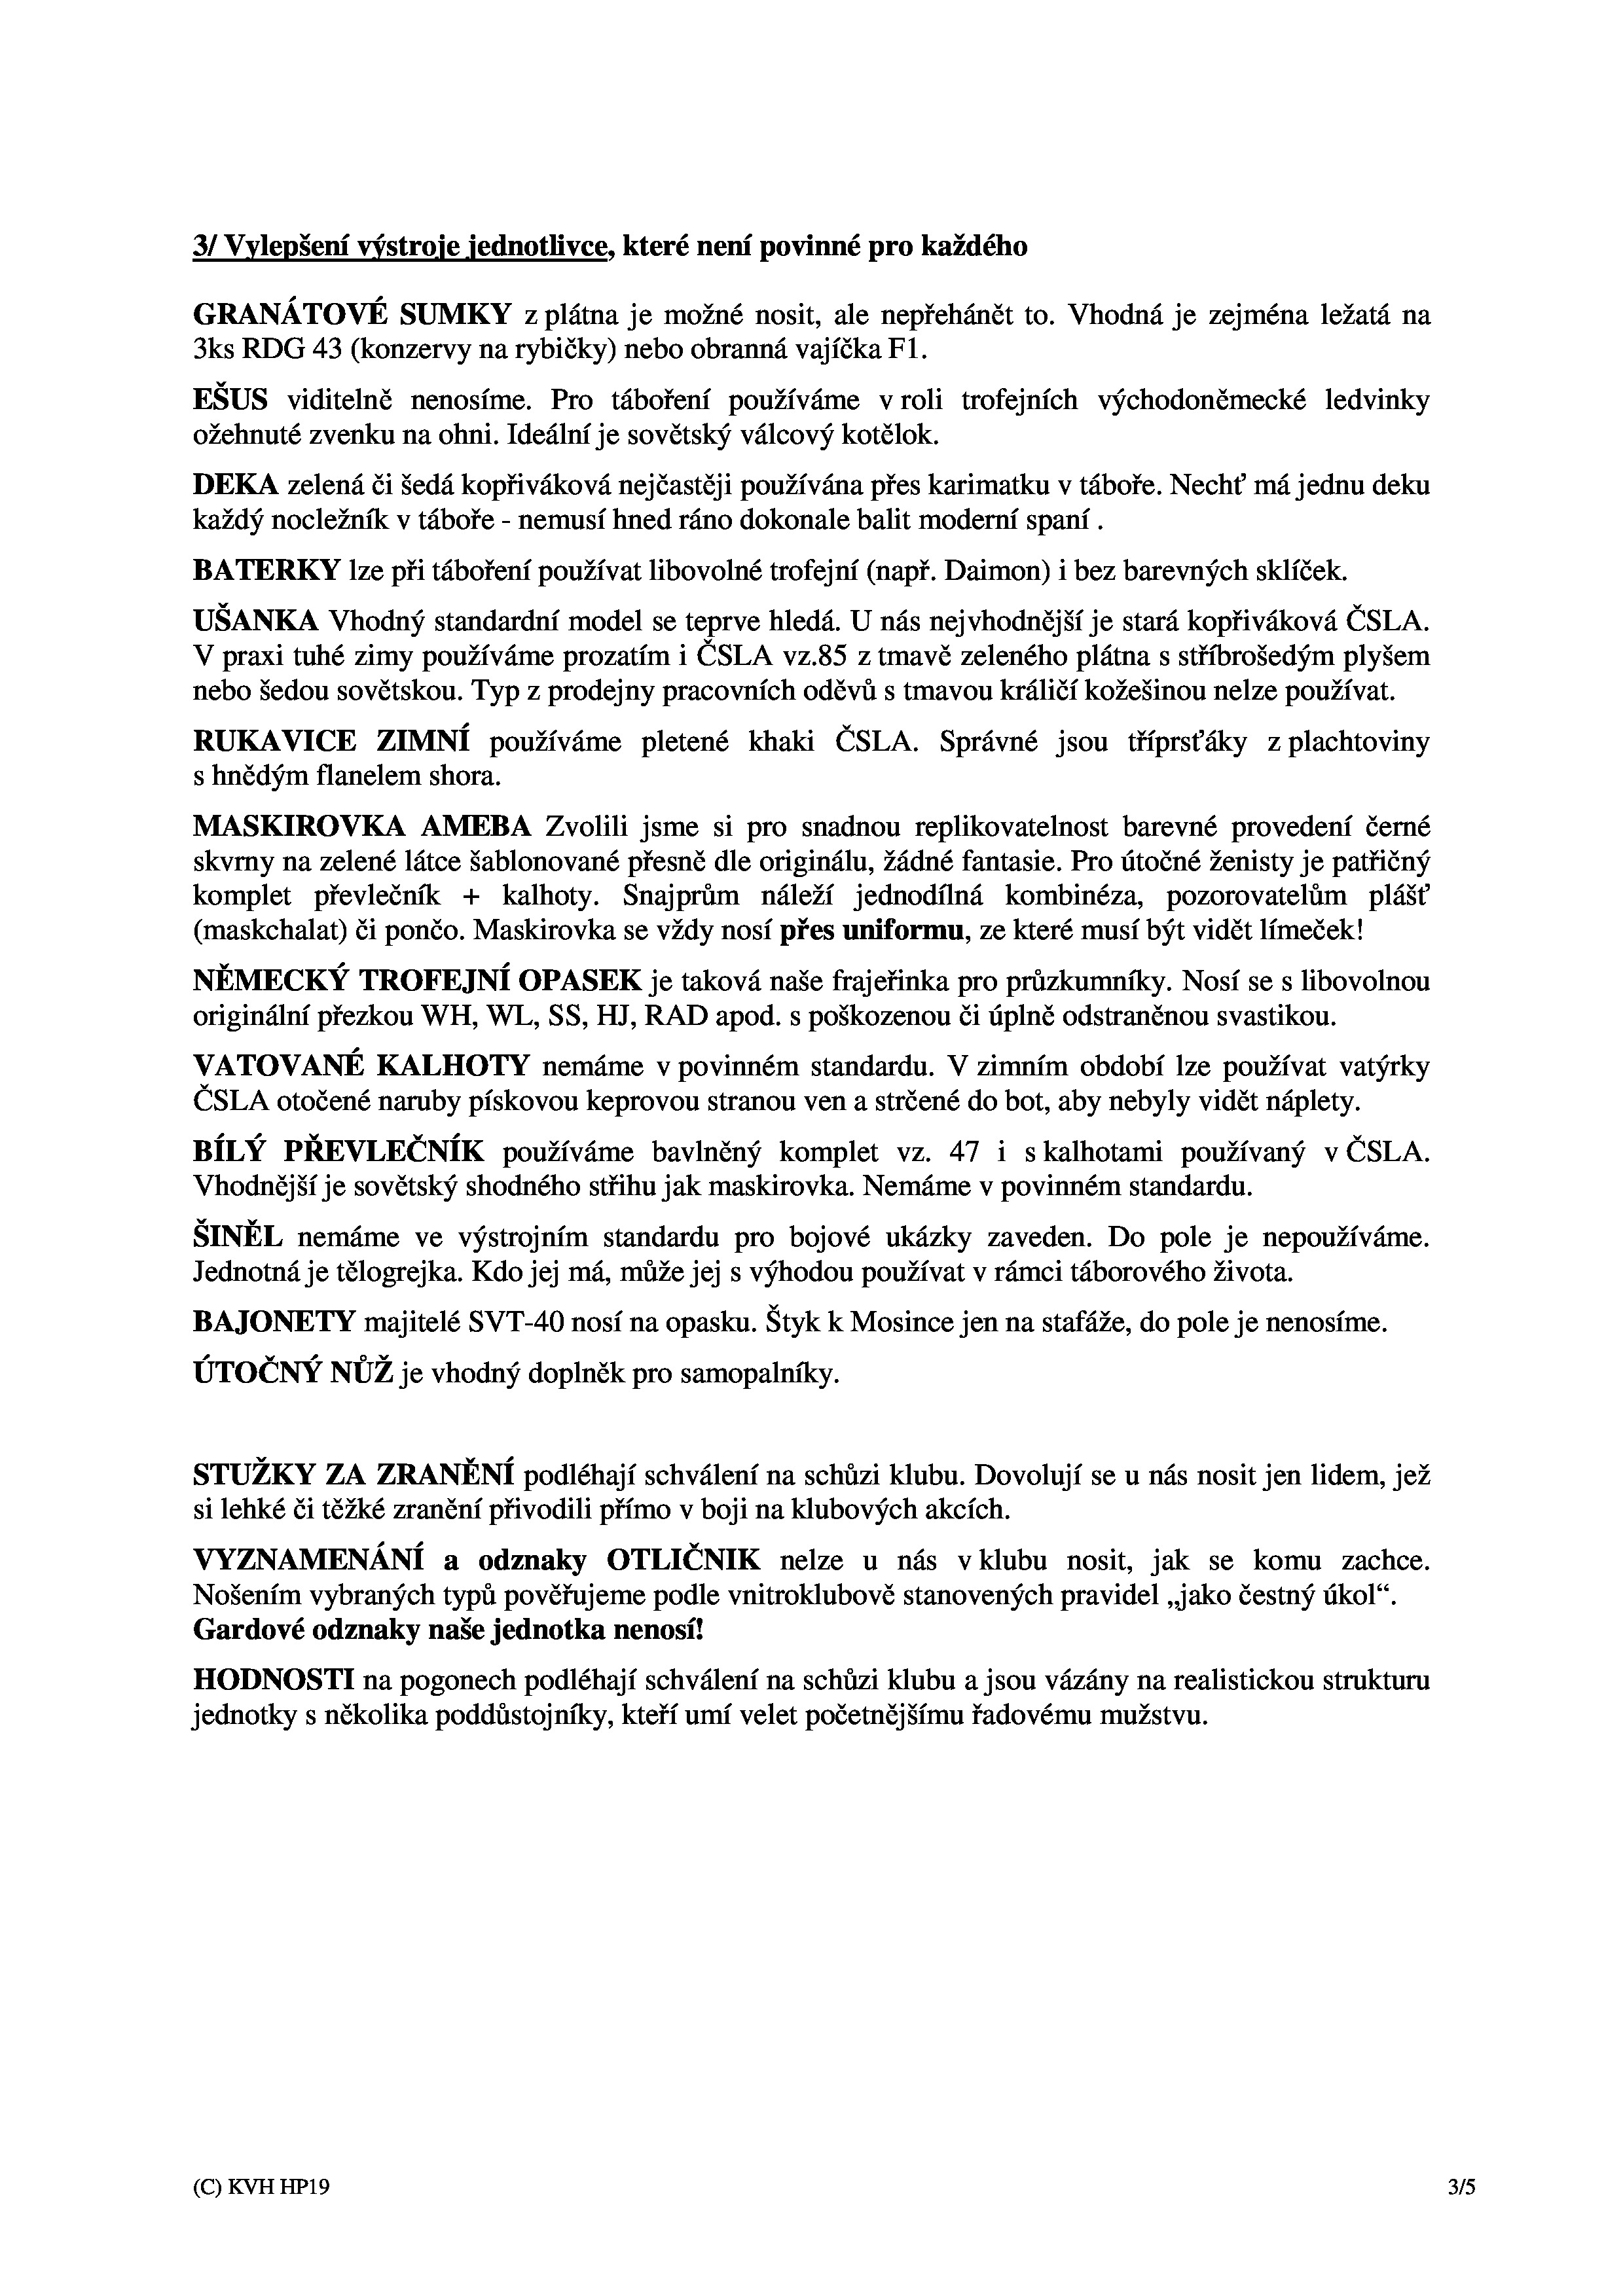 3/ Vylepšení výstroje jednotlivce, které není povinné pro každého
GRANÁTOVÉ SUMKY z plátna je možné nosit, ale nepřehánět to. Vhodná je zejména ležatá na
3ks RDG 43 (konzervy na rybičky) nebo obranná vajíčka F1.
EŠUS viditelně nenosíme. Pro táboření používáme v roli trofejních východoněmecké ledvinky
ožehnuté zvenku na ohni. Ideální je sovětský válcový kotělok.
DEKA zelená či šedá kopřiváková nejčastěji používána přes karimatku v táboře. Nechť má jednu deku
každý nocležník v táboře - nemusí hned ráno dokonale balit moderní spaní .
BATERKY lze při táboření používat libovolné trofejní (např. Daimon) i bez barevných sklíček.
UŠANKA Vhodný standardní model se teprve hledá. U nás nejvhodnější je stará kopřiváková ČSLA.
V praxi tuhé zimy používáme prozatím i ČSLA vz.85 z tmavě zeleného plátna s stříbrošedým plyšem
nebo šedou sovětskou. Typ z prodejny pracovních oděvů s tmavou králičí kožešinou nelze používat.
RUKAVICE ZIMNÍ používáme pletené khaki ČSLA. Správné jsou tříprsťáky z plachtoviny
s hnědým flanelem shora.
MASKIROVKA AMEBA Zvolili jsme si pro snadnou replikovatelnost barevné provedení černé
skvrny na zelené látce šablonované přesně dle originálu, žádné fantasie. Pro útočné ženisty je patřičný
komplet převlečník + kalhoty. Snajprům náleží jednodílná kombinéza, pozorovatelům plášť
(maskchalat) či pončo. Maskirovka se vždy nosí přes uniformu, ze které musí být vidět límeček!
NĚMECKÝ TROFEJNÍ OPASEK je taková naše frajeřinka pro průzkumníky. Nosí se s libovolnou
originální přezkou WH, WL, SS, HJ, RAD apod. s poškozenou či úplně odstraněnou svastikou.
VATOVANÉ KALHOTY nemáme v povinném standardu. V zimním období lze používat vatýrky
ČSLA otočené naruby pískovou keprovou stranou ven a strčené do bot, aby nebyly vidět náplety.
BÍLÝ PŘEVLEČNÍK používáme bavlněný komplet vz. 47 i s kalhotami používaný v ČSLA.
Vhodnější je sovětský shodného střihu jak maskirovka. Nemáme v povinném standardu.
ŠINĚL nemáme ve výstrojním standardu pro bojové ukázky zaveden. Do pole je nepoužíváme.
Jednotná je tělogrejka. Kdo jej má, může jej s výhodou používat v rámci táborového života.
BAJONETY majitelé SVT-40 nosí na opasku. Štyk k Mosince jen na stafáže, do pole je nenosíme.
ÚTOČNÝ NŮŽ je vhodný doplněk pro samopalníky.
STUŽKY ZA ZRANĚNÍ podléhají schválení na schůzi klubu. Dovolují se u nás nosit jen lidem, jež
si lehké či těžké zranění přivodili přímo v boji na klubových akcích.
VYZNAMENÁNÍ a odznaky OTLIČNIK nelze u nás v klubu nosit, jak se komu zachce.
Nošením vybraných typů pověřujeme podle vnitroklubově stanovených pravidel „jako čestný úkol“.
Gardové odznaky naše jednotka nenosí!
HODNOSTI na pogonech podléhají schválení na schůzi klubu a jsou vázány na realistickou strukturu
jednotky s několika poddůstojníky, kteří umí velet početnějšímu řadovému mužstvu.
(C) KVH HP19 3/5